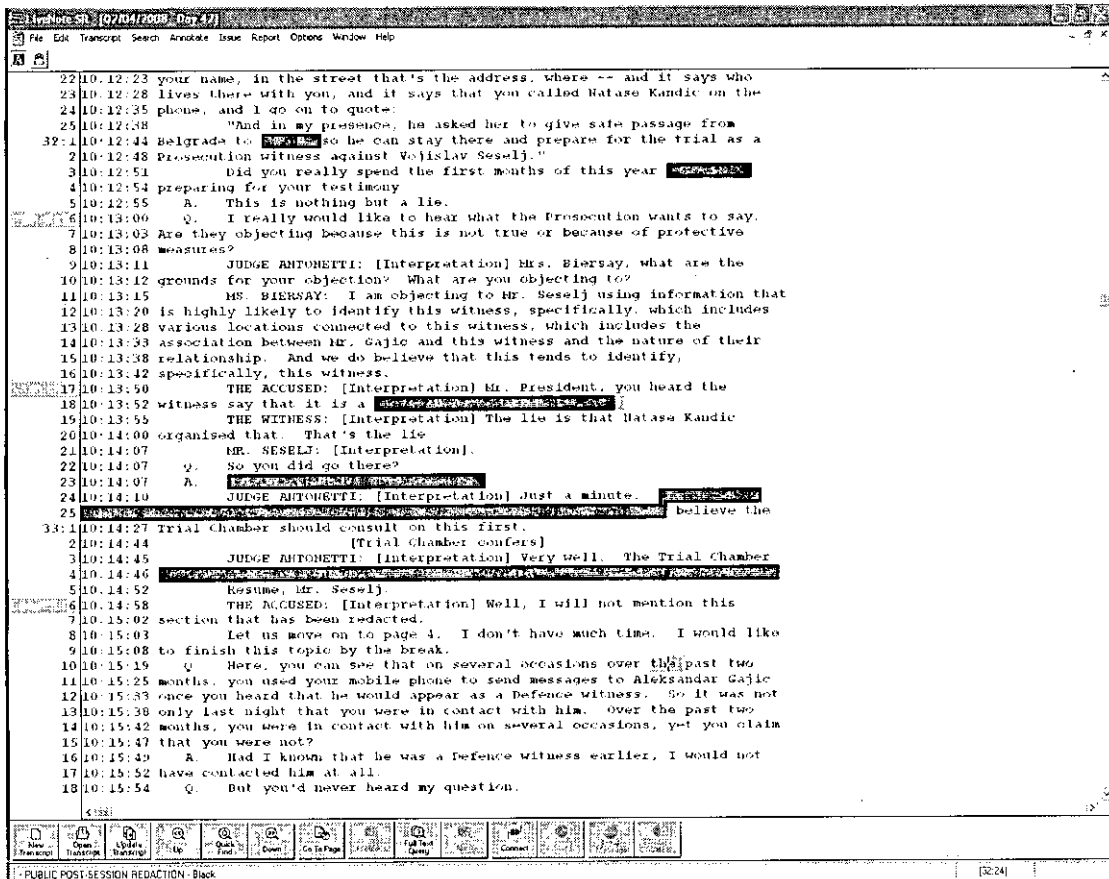 LiveNote SR - [02/04/2008 - Day 47]
File Edit Transcript Search Annotate Issue Report Options Window Help
22 10:12:23 your name, in the street that's the address, where -- and it says who
23 10:12:28 lives there with you, and it says that you called Natase Kandic on the
24 10:12:35 phone, and I go on to quote:
25 10:12:38 "And in my presence, he asked her to give safe passage from
32:1 10:12:44 Belgrade to so he can stay there and prepare for the trial as a
2 10:12:48 Prosecution witness against Vojislav Seselj."
3 10:12:51 Did you really spend the first months of this year
4 10:12:54 preparing for your testimony
5 10:12:55 A. This is nothing but a lie.
6 10:13:00 Q. I really would like to hear what the Prosecution wants to say.
7 10:13:03 Are they objecting because this is not true or because of protective
8 10:13:08 measures?
9 10:13:11 JUDGE ANTONETTI: [Interpretation] Mrs. Biersay, what are the
10 10:13:12 grounds for your objection? What are you objecting to?
11 10:13:15 MS. BIERSAY: I am objecting to Mr. Seselj using information that
12 10:13:20 is highly likely to identify this witness, specifically, which includes
13 10:13:28 various locations connected to this witness, which includes the
14 10:13:33 association between Mr. Gajic and this witness and the nature of their
15 10:13:38 relationship. And we do believe that this tends to identify,
16 10:13:42 specifically, this witness.
17 10:13:50 THE ACCUSED: [Interpretation] Mr. President, you heard the
18 10:13:52 witness say that it is a
19 10:13:55 THE WITNESS: [Interpretation] The lie is that Natase Kandic
20 10:14:00 organised that. That's the lie
21 10:14:07 MR. SESELJ: [Interpretation].
22 10:14:07 Q. So you did go there?
23 10:14:07 A.
24 10:14:10 JUDGE ANTONETTI: [Interpretation] Just a minute.
25 believe the
33:1 10:14:27 Trial Chamber should consult on this first.
2 10:14:44 [Trial Chamber confers]
3 10:14:45 JUDGE ANTONETTI: [Interpretation] Very well. The Trial Chamber
4 10:14:46
5 10:14:52 Resume, Mr. Seselj.
6 10:14:58 THE ACCUSED: [Interpretation] Well, I will not mention this
7 10:15:02 section that has been redacted.
8 10:15:03 Let us move on to page 4. I don't have much time. I would like
9 10:15:08 to finish this topic by the break.
10 10:15:19 Q Here, you can see that on several occasions over the past two
11 10:15:25 months, you used your mobile phone to send messages to Aleksandar Gajic
12 10:15:33 once you heard that he would appear as a Defence witness. So it was not
13 10:15:38 only last night that you were in contact with him. Over the past two
14 10:15:42 months, you were in contact with him on several occasions, yet you claim
15 10:15:47 that you were not?
16 10:15:49 A. Had I known that he was a Defence witness earlier, I would not
17 10:15:52 have contacted him at all.
18 10:15:54 Q. But you'd never heard my question.
New Transcript Open Transcript Update Transcript Up Quick Find Down Go To Page Full Text Query Connect
- PUBLIC POST-SESSION REDACTION - Black [32:24]